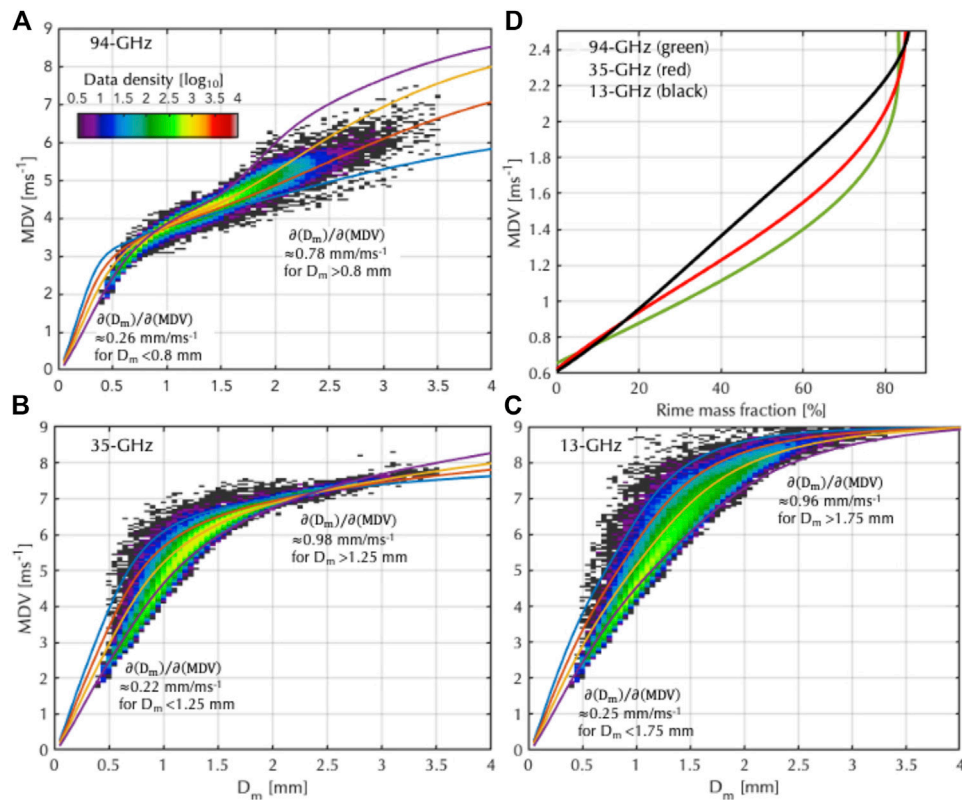 A
94-GHz
Data density [log10]
0.5 1 1.5 2 2.5 3 3.5 4
MDV [ms-1]
9
8
7
6
5
4
3
2
1
0
∂(Dm)/∂(MDV)
≈0.78 mm/ms-1
for Dm >0.8 mm
∂(Dm)/∂(MDV)
≈0.26 mm/ms-1
for Dm <0.8 mm
0 0.5 1 1.5 2 2.5 3 3.5 4
D
94-GHz (green)
35-GHz (red)
13-GHz (black)
MDV [ms-1]
2.4
2.2
2
1.8
1.6
1.4
1.2
1
0.8
0.6
0 20 40 60 80
Rime mass fraction [%]
B
35-GHz
MDV [ms-1]
9
8
7
6
5
4
3
2
1
0
∂(Dm)/∂(MDV)
≈0.98 mm/ms-1
for Dm >1.25 mm
∂(Dm)/∂(MDV)
≈0.22 mm/ms-1
for Dm <1.25 mm
0 0.5 1 1.5 2 2.5 3 3.5 4
Dm [mm]
C
13-GHz
9
8
7
6
5
4
3
2
1
0
∂(Dm)/∂(MDV)
≈0.96 mm/ms-1
for Dm >1.75 mm
∂(Dm)/∂(MDV)
≈0.25 mm/ms-1
for Dm <1.75 mm
0 0.5 1 1.5 2 2.5 3 3.5 4
Dm [mm]